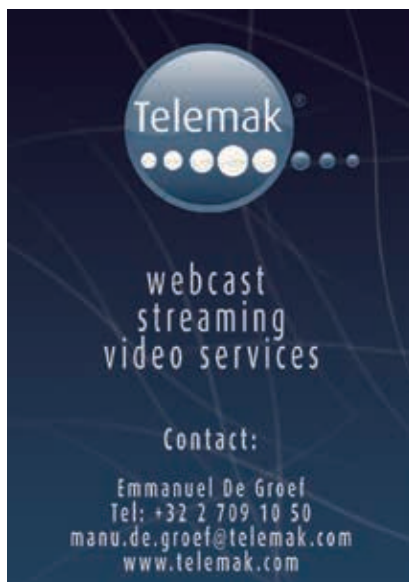 Telemak ®
webcast
streaming
video services
Contact:
Emmanuel De Groef
Tel: +32 2 709 10 50
manu.de.groef@telemak.com
www.telemak.com